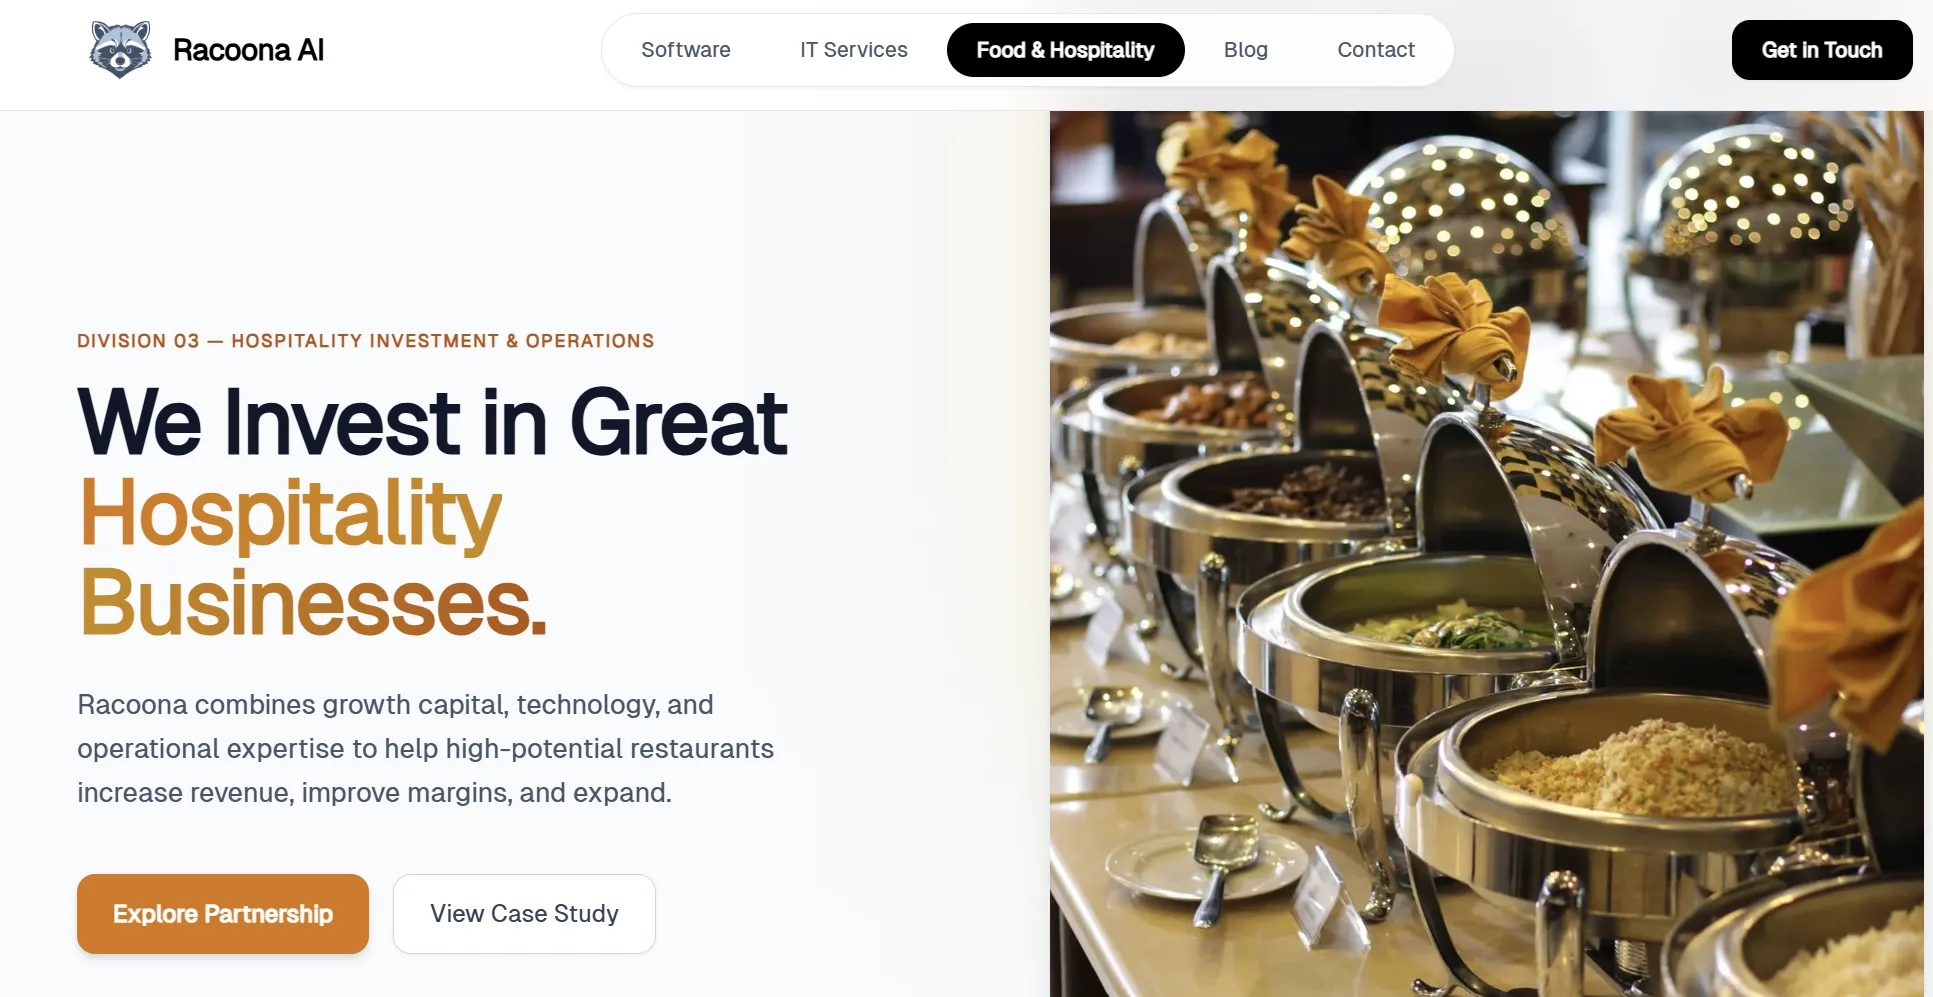 Racoona AI
Software
IT Services
Food & Hospitality
Blog
Contact
Get in Touch
DIVISION 03 — HOSPITALITY INVESTMENT & OPERATIONS
We Invest in Great
Hospitality
Businesses.
Racoona combines growth capital, technology, and
operational expertise to help high-potential restaurants
increase revenue, improve margins, and expand.
Explore Partnership
View Case Study